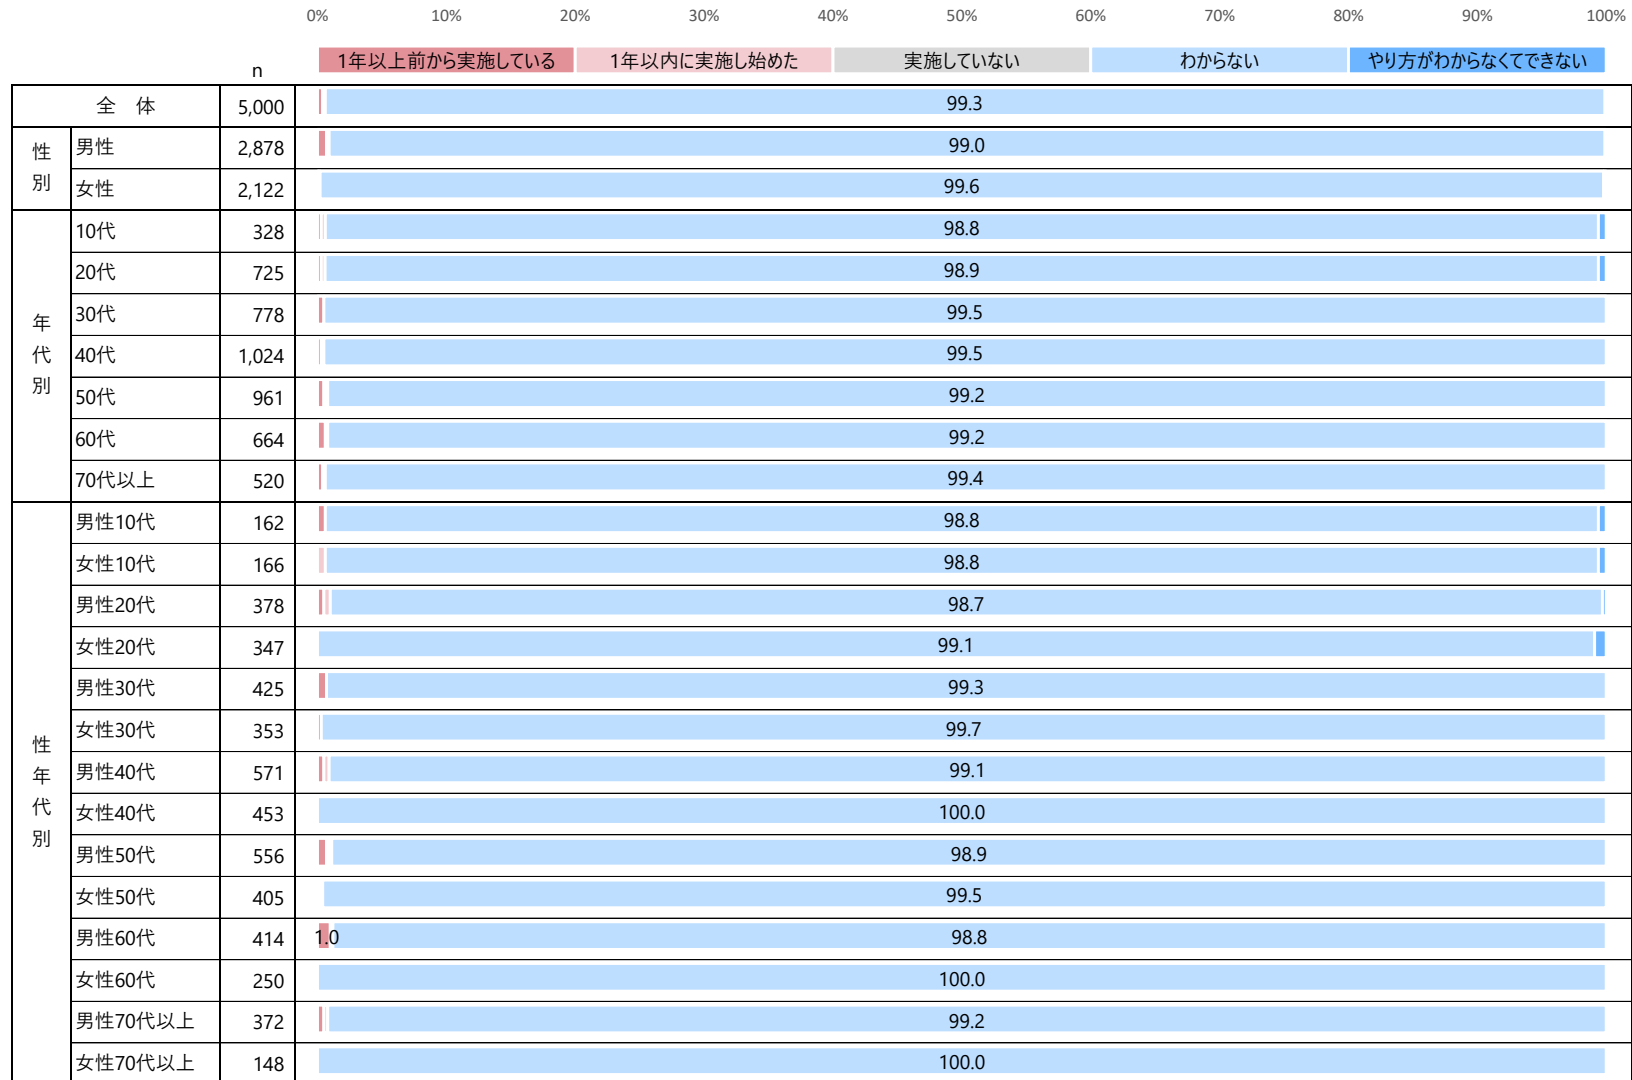 0% 10% 20% 30% 40% 50% 60% 70% 80% 90% 100%
n 1年以上前から実施している 1年以内に実施し始めた 実施していない わからない やり方がわからなくてできない
全 体 5,000 99.3
性別
男性 2,878 99.0
女性 2,122 99.6
年代別
10代 328 98.8
20代 725 98.9
30代 778 99.5
40代 1,024 99.5
50代 961 99.2
60代 664 99.2
70代以上 520 99.4
性年代別
男性10代 162 98.8
女性10代 166 98.8
男性20代 378 98.7
女性20代 347 99.1
男性30代 425 99.3
女性30代 353 99.7
男性40代 571 99.1
女性40代 453 100.0
男性50代 556 98.9
女性50代 405 99.5
男性60代 414 1.0 98.8
女性60代 250 100.0
男性70代以上 372 99.2
女性70代以上 148 100.0